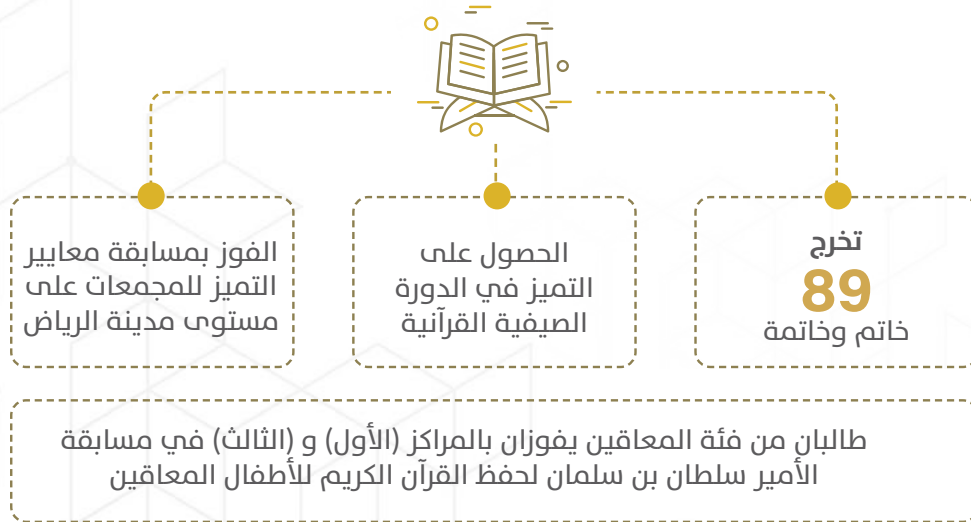 تخرج
89
خاتم وخاتمة
الحصول على
التميز في الدورة
الصيفية القرآنية
الفوز بمسابقة معايير
التميز للمجمعات على
مستوى مدينة الرياض
طالبان من فئة المعاقين يفوزان بالمراكز (الأول) و (الثالث) في مسابقة
الأمير سلطان بن سلمان لحفظ القرآن الكريم للأطفال المعاقين